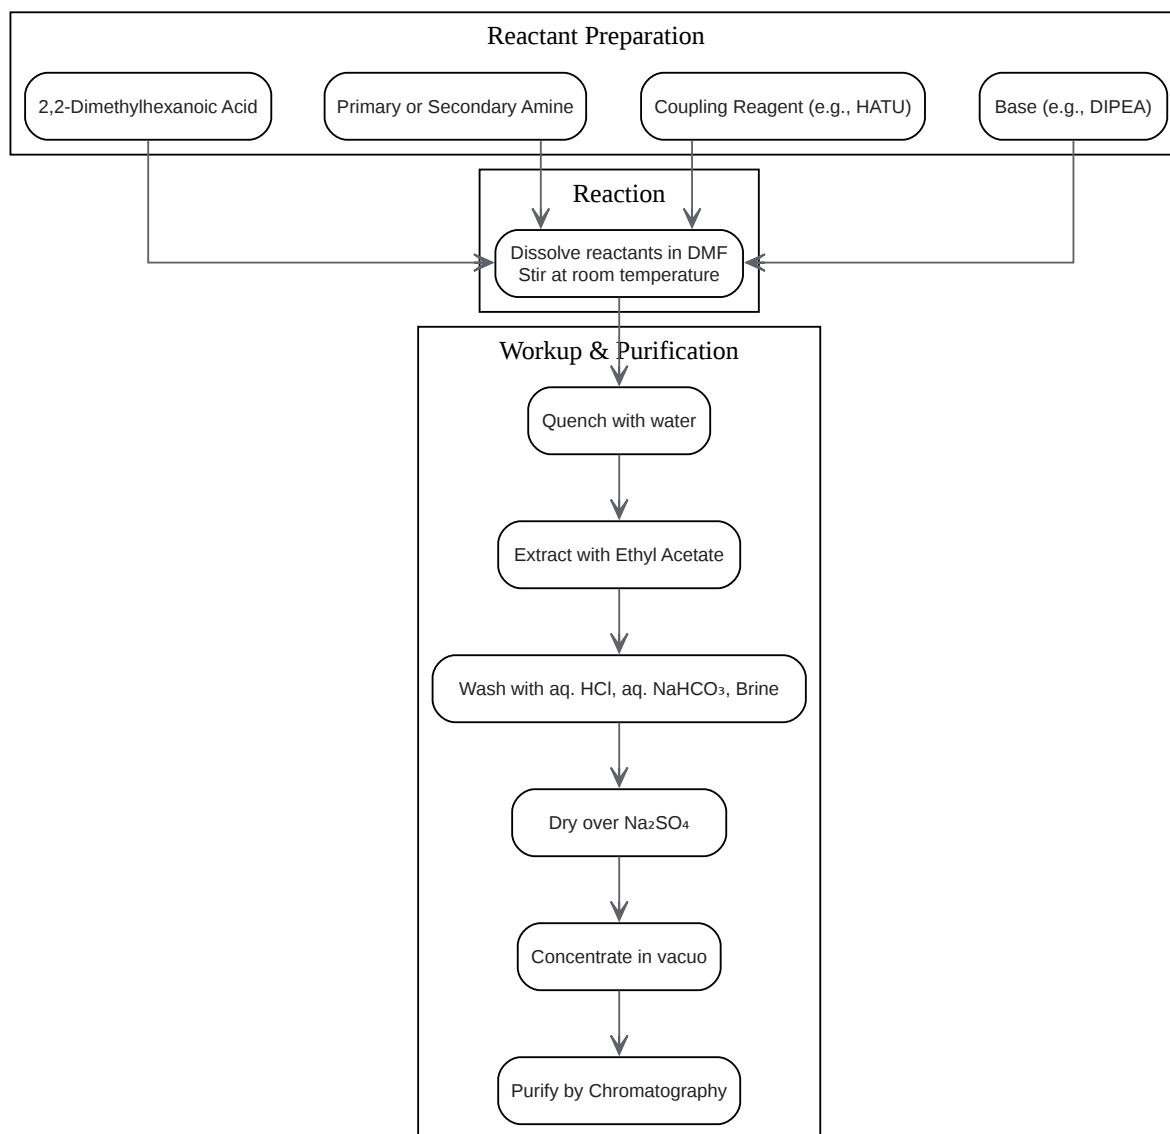 Reactant Preparation
2,2-Dimethylhexanoic Acid
Primary or Secondary Amine
Coupling Reagent (e.g., HATU)
Base (e.g., DIPEA)
Reaction
Dissolve reactants in DMF
Stir at room temperature
Workup & Purification
Quench with water
Extract with Ethyl Acetate
Wash with aq. HCl, aq. NaHCO₃, Brine
Dry over Na₂SO₄
Concentrate in vacuo
Purify by Chromatography